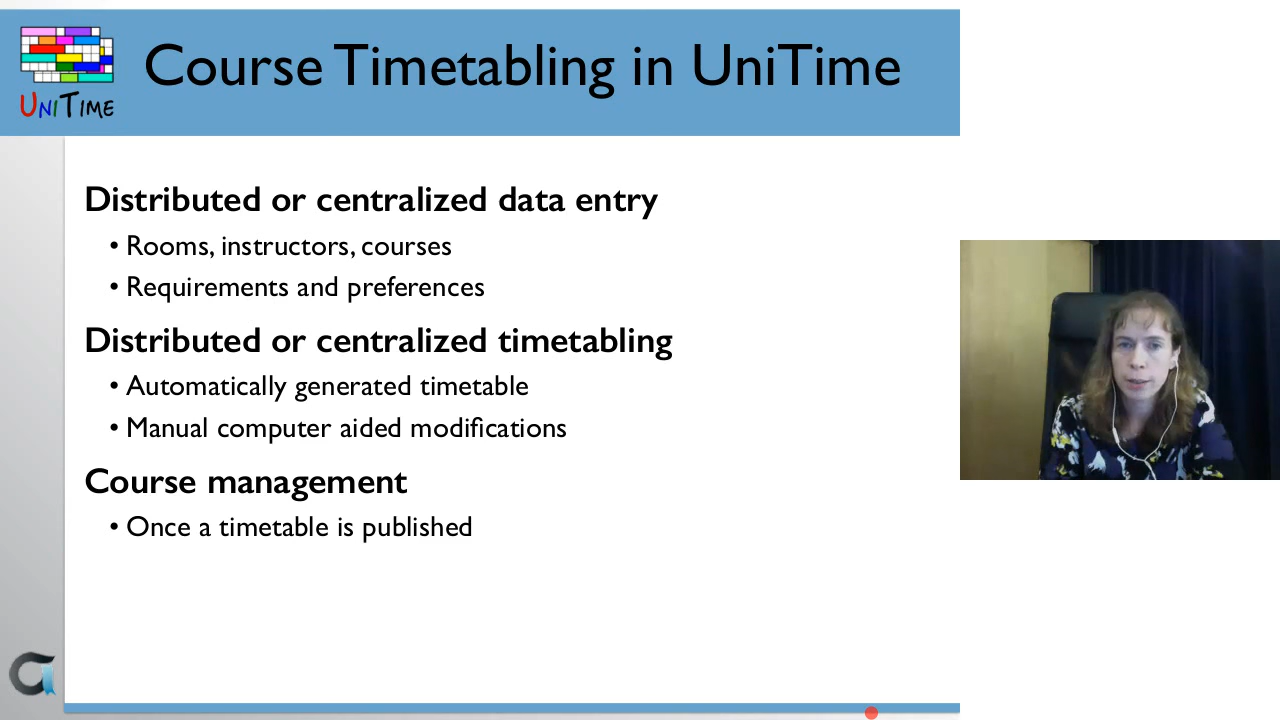 Course Timetabling in UniTime
UniTime
Distributed or centralized data entry
• Rooms, instructors, courses
• Requirements and preferences
Distributed or centralized timetabling
• Automatically generated timetable
• Manual computer aided modifications
Course management
• Once a timetable is published